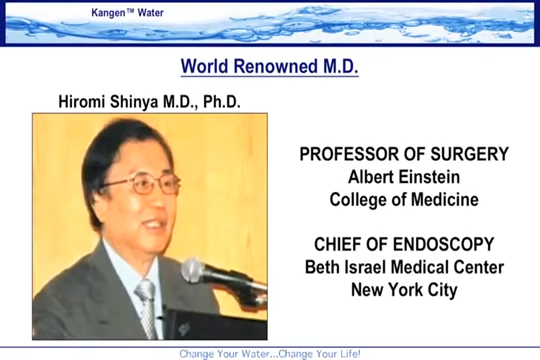 Kangen™ Water
World Renowned M.D.
Hiromi Shinya M.D., Ph.D.
PROFESSOR OF SURGERY
Albert Einstein
College of Medicine
CHIEF OF ENDOSCOPY
Beth Israel Medical Center
New York City
Change Your Water...Change Your Life!